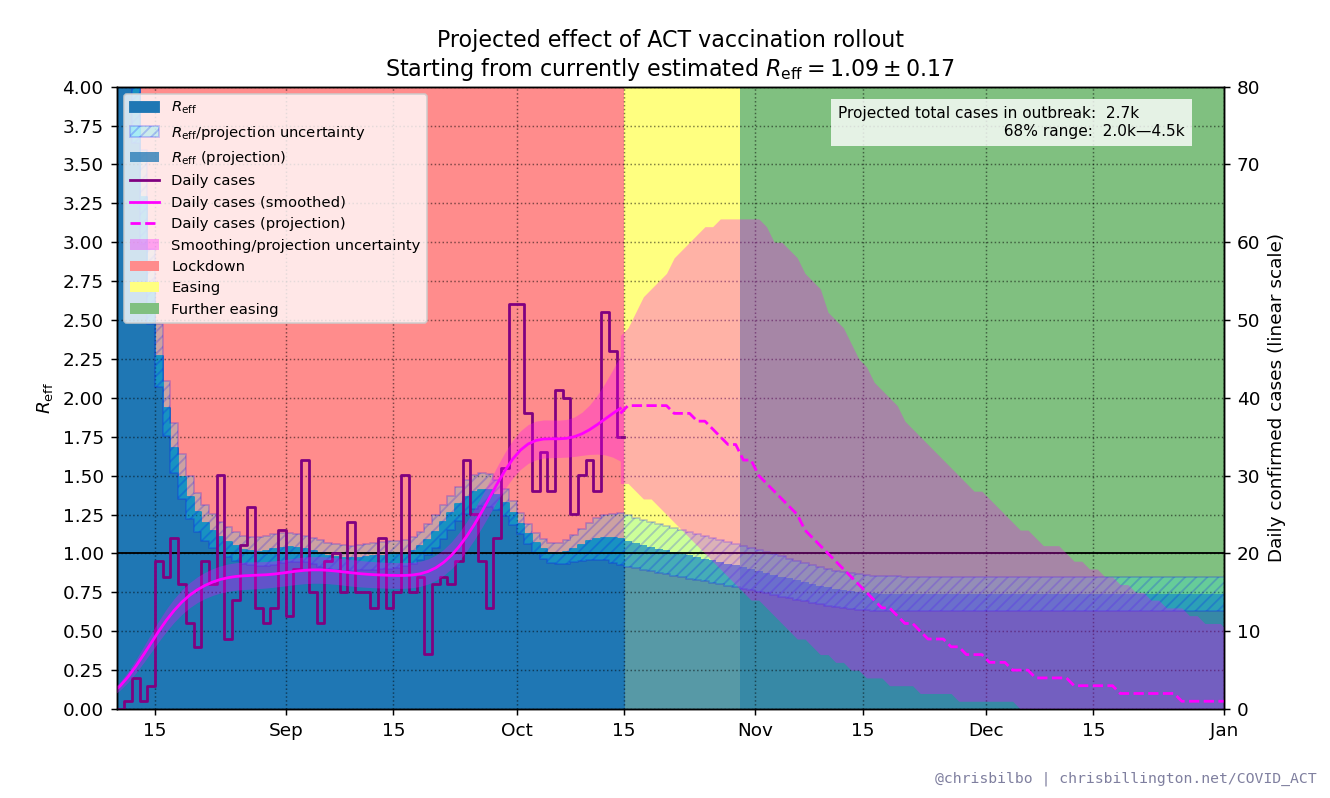 Projected effect of ACT vaccination rollout
Starting from currently estimated Reff = 1.09 ± 0.17
Reff
Reff/projection uncertainty
Reff (projection)
Daily cases
Daily cases (smoothed)
Daily cases (projection)
Smoothing/projection uncertainty
Lockdown
Easing
Further easing
Projected total cases in outbreak: 2.7k
68% range: 2.0k—4.5k
Reff
4.00
3.75
3.50
3.25
3.00
2.75
2.50
2.25
2.00
1.75
1.50
1.25
1.00
0.75
0.50
0.25
0.00
80
70
60
50
40
30
20
10
0
Daily confirmed cases (linear scale)
15 Sep 15 Oct 15 Nov 15 Dec 15 Jan
@chrisbilbo | chrisbillington.net/COVID_ACT